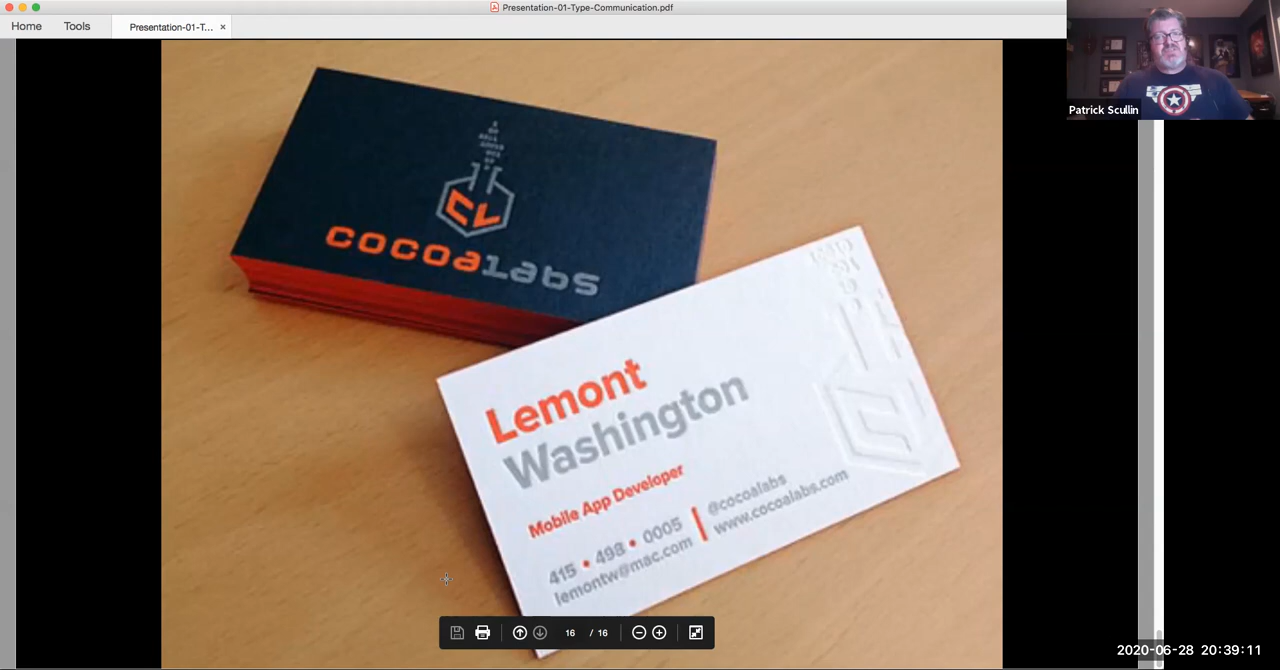 Presentation-01-Type-Communication.pdf
Home Tools Presentation-01-T... ×
Patrick Scullin
CL
cocoalabs
Lemont
Washington
Mobile App Developer
415 • 498 • 0005
lemontw@mac.com
@cocoalabs
www.cocoalabs.com
16 / 16
2020-06-28 20:39:11